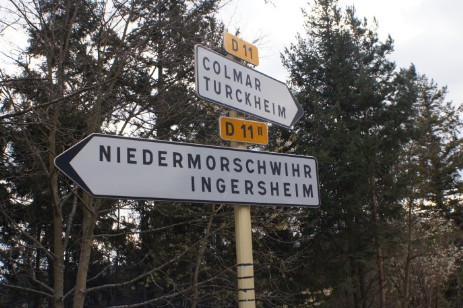 D 11
COLMAR
TURCKHEIM
D 11 II
NIEDERMORSCHWIHR
INGERSHEIM